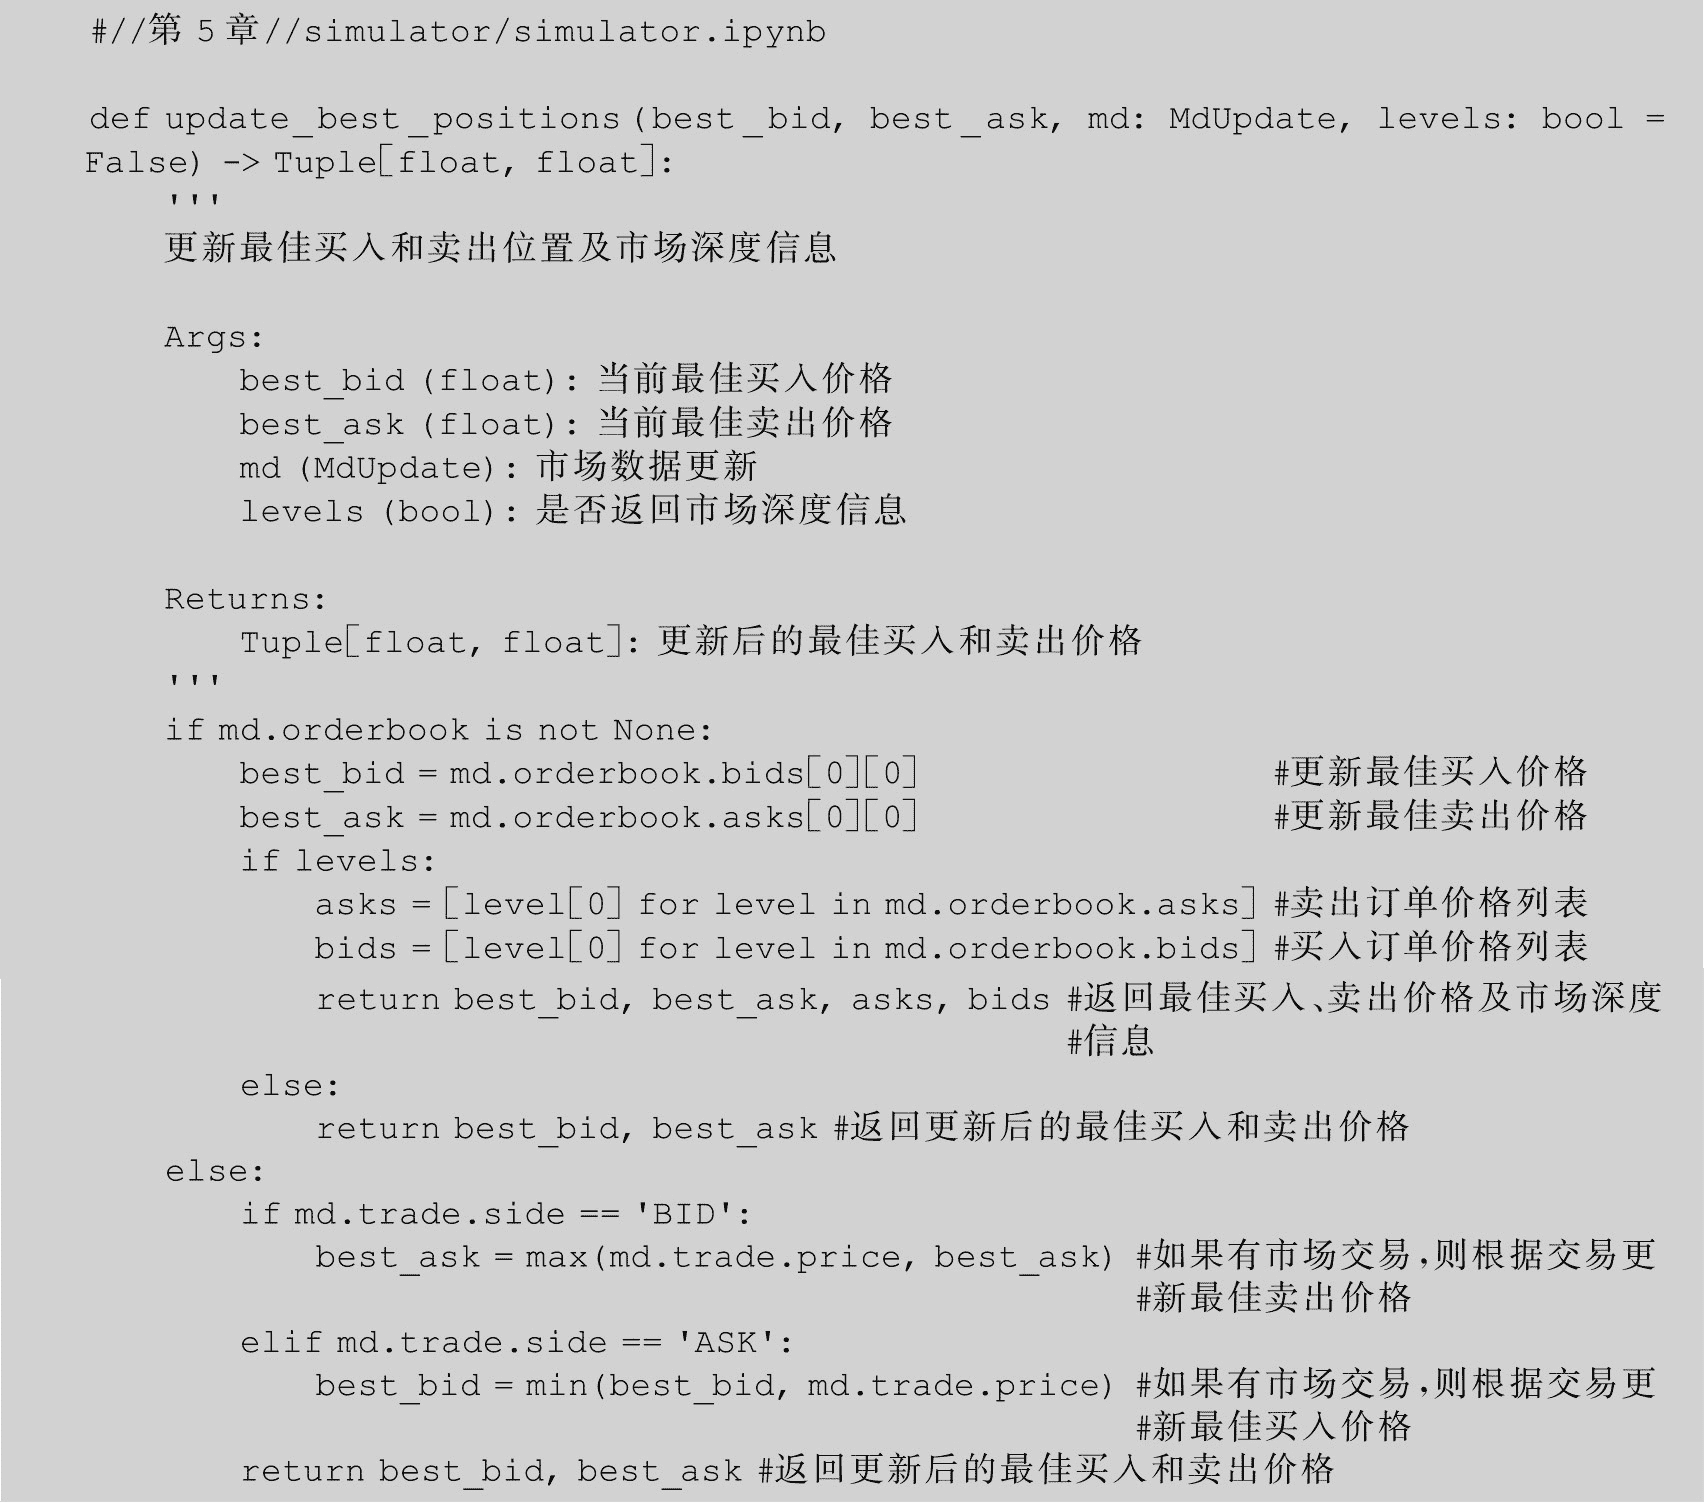 #//第 5 章//simulator/simulator.ipynb
def update_best_positions(best_bid, best_ask, md: MdUpdate, levels: bool =
False) -> Tuple[float, float]:
'''
更新最佳买入和卖出位置及市场深度信息
Args:
best_bid (float): 当前最佳买入价格
best_ask (float): 当前最佳卖出价格
md (MdUpdate): 市场数据更新
levels (bool): 是否返回市场深度信息
Returns:
Tuple[float, float]: 更新后的最佳买入和卖出价格
'''
if md.orderbook is not None:
best_bid = md.orderbook.bids[0][0] #更新最佳买入价格
best_ask = md.orderbook.asks[0][0] #更新最佳卖出价格
if levels:
asks = [level[0] for level in md.orderbook.asks] #卖出订单价格列表
bids = [level[0] for level in md.orderbook.bids] #买入订单价格列表
return best_bid, best_ask, asks, bids #返回最佳买入、卖出价格及市场深度
#信息
else:
return best_bid, best_ask #返回更新后的最佳买入和卖出价格
else:
if md.trade.side == 'BID':
best_ask = max(md.trade.price, best_ask) #如果有市场交易,则根据交易更
#新最佳卖出价格
elif md.trade.side == 'ASK':
best_bid = min(best_bid, md.trade.price) #如果有市场交易,则根据交易更
#新最佳买入价格
return best_bid, best_ask #返回更新后的最佳买入和卖出价格